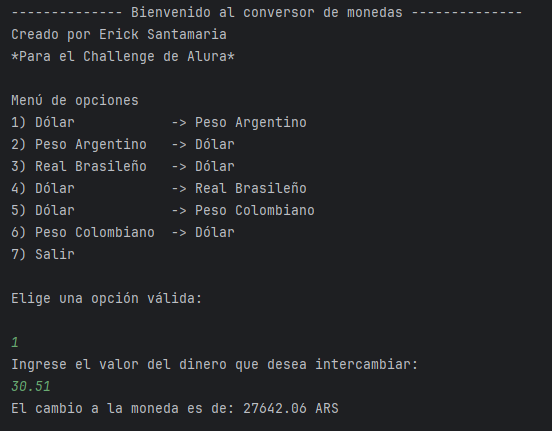 -------------- Bienvenido al conversor de monedas --------------
Creado por Erick Santamaria
*Para el Challenge de Alura*

Menú de opciones
1) Dólar            -> Peso Argentino
2) Peso Argentino   -> Dólar
3) Real Brasileño   -> Dólar
4) Dólar            -> Real Brasileño
5) Dólar            -> Peso Colombiano
6) Peso Colombiano  -> Dólar
7) Salir

Elige una opción válida:

1
Ingrese el valor del dinero que desea intercambiar:
30.51
El cambio a la moneda es de: 27642.06 ARS